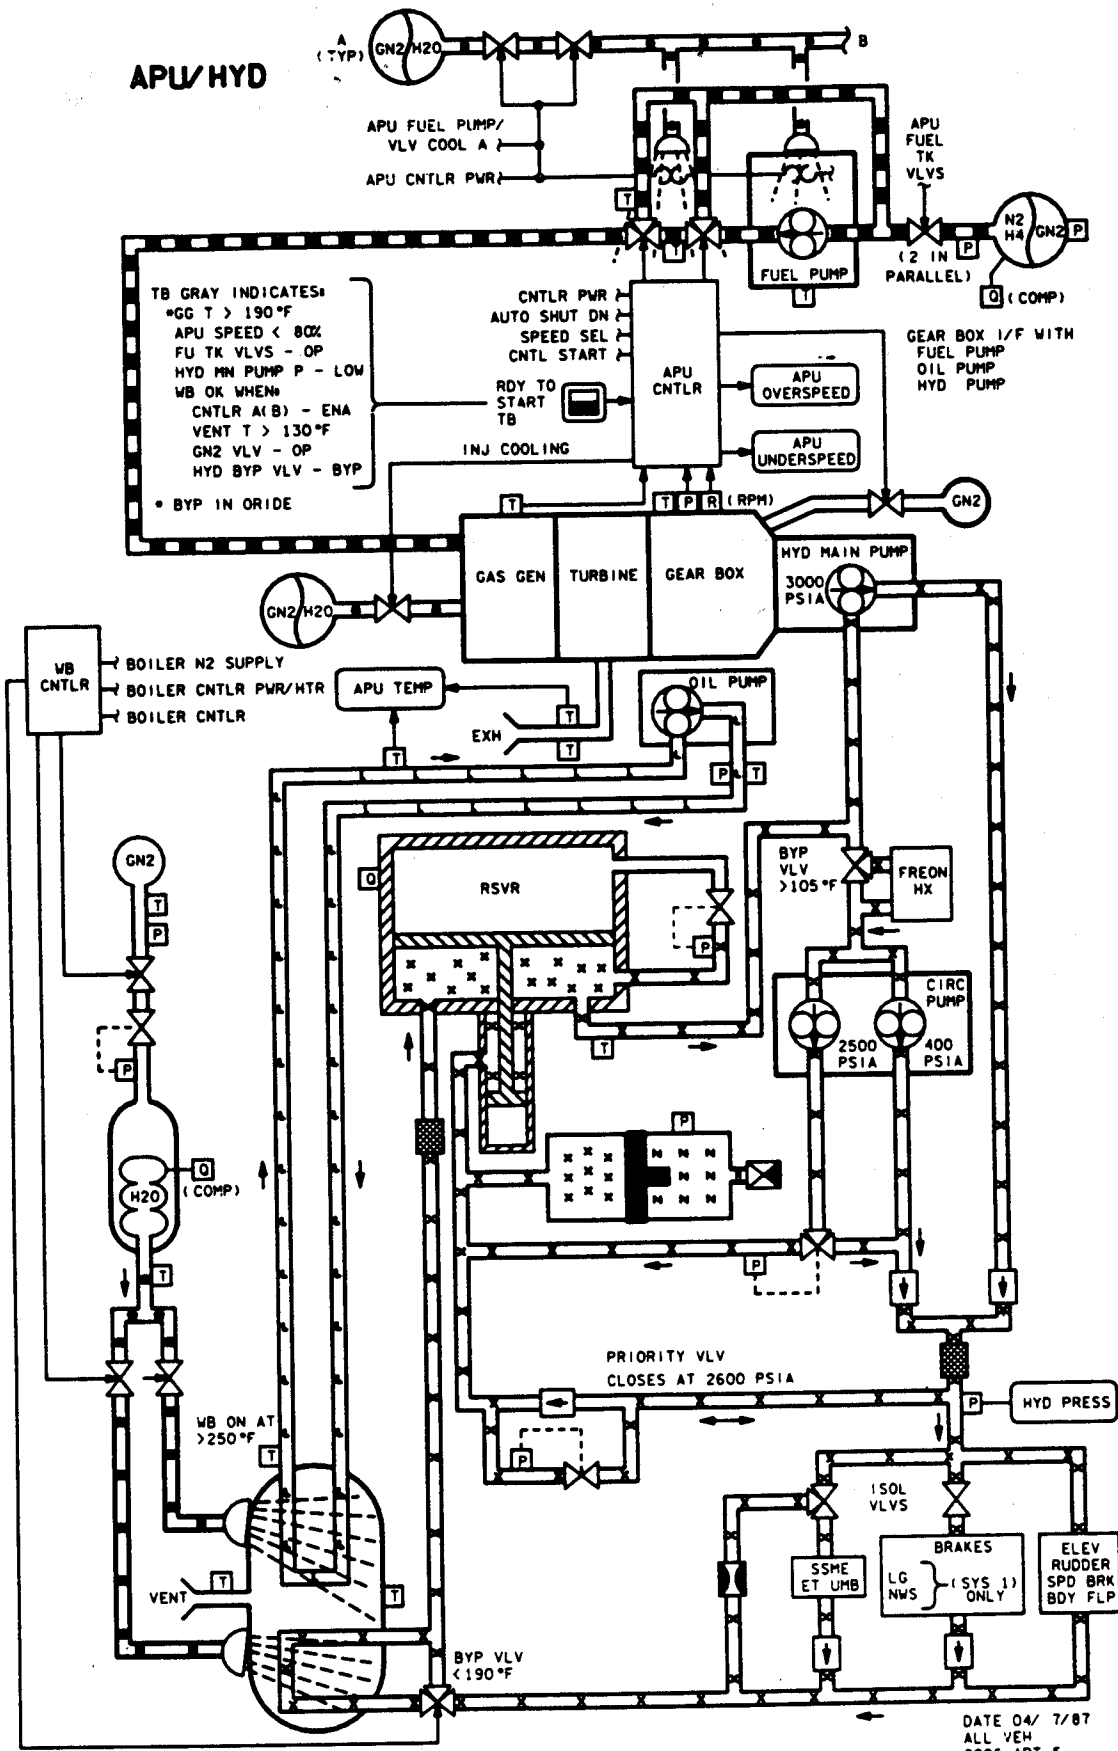 A
(TYP)
GN2/H2O
B
APU/HYD
APU FUEL PUMP/
VLV COOL A
APU CNTLR PWR
APU
FUEL
TK
VLVS
T
T
N2
H4
GN2
P
P
(2 IN
PARALLEL)
Q (COMP)
FUEL PUMP
T
TB GRAY INDICATES:
*GG T > 190°F
APU SPEED < 80%
FU TK VLVS - OP
HYD MN PUMP P - LOW
WB OK WHEN:
CNTLR A(B) - ENA
VENT T > 130°F
GN2 VLV - OP
HYD BYP VLV - BYP
* BYP IN ORIDE
CNTLR PWR
AUTO SHUT DN
SPEED SEL
CNTL START
RDY TO
START
TB
INJ COOLING
APU
CNTLR
APU
OVERSPEED
APU
UNDERSPEED
GEAR BOX I/F WITH
FUEL PUMP
OIL PUMP
HYD PUMP
T
T P R (RPM)
GN2
GAS GEN
TURBINE
GEAR BOX
HYD MAIN PUMP
3000
PSIA
GN2/H2O
WB
CNTLR
BOILER N2 SUPPLY
BOILER CNTLR PWR/HTR
BOILER CNTLR
APU TEMP
EXH
T
T
T
OIL PUMP
P T
GN2
T
P
Q
RSVR
P
T
BYP
VLV
>105°F
FREON
HX
CIRC
PUMP
2500
PSIA
400
PSIA
P
H2O
Q
(COMP)
T
P
X X X X X X X X X X X X
N N N N N N N N
P
PRIORITY VLV
CLOSES AT 2600 PSIA
P
HYD PRESS
P
WB ON AT
>250°F
T
ISOL
VLVS
SSME
ET UMB
BRAKES
LG
NWS
(SYS 1)
ONLY
ELEV
RUDDER
SPD BRK
BDY FLP
VENT
T
T
BYP VLV
<190°F
DATE 04/ 7/87
ALL VEH